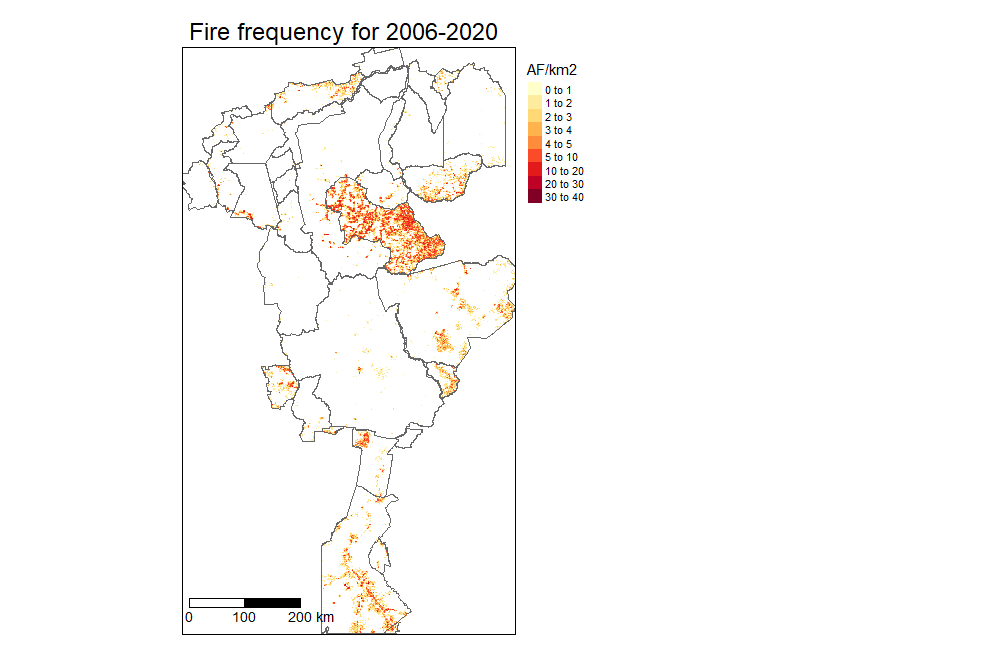 Fire frequency for 2006-2020
AF/km2
0 to 1
1 to 2
2 to 3
3 to 4
4 to 5
5 to 10
10 to 20
20 to 30
30 to 40
0 100 200 km